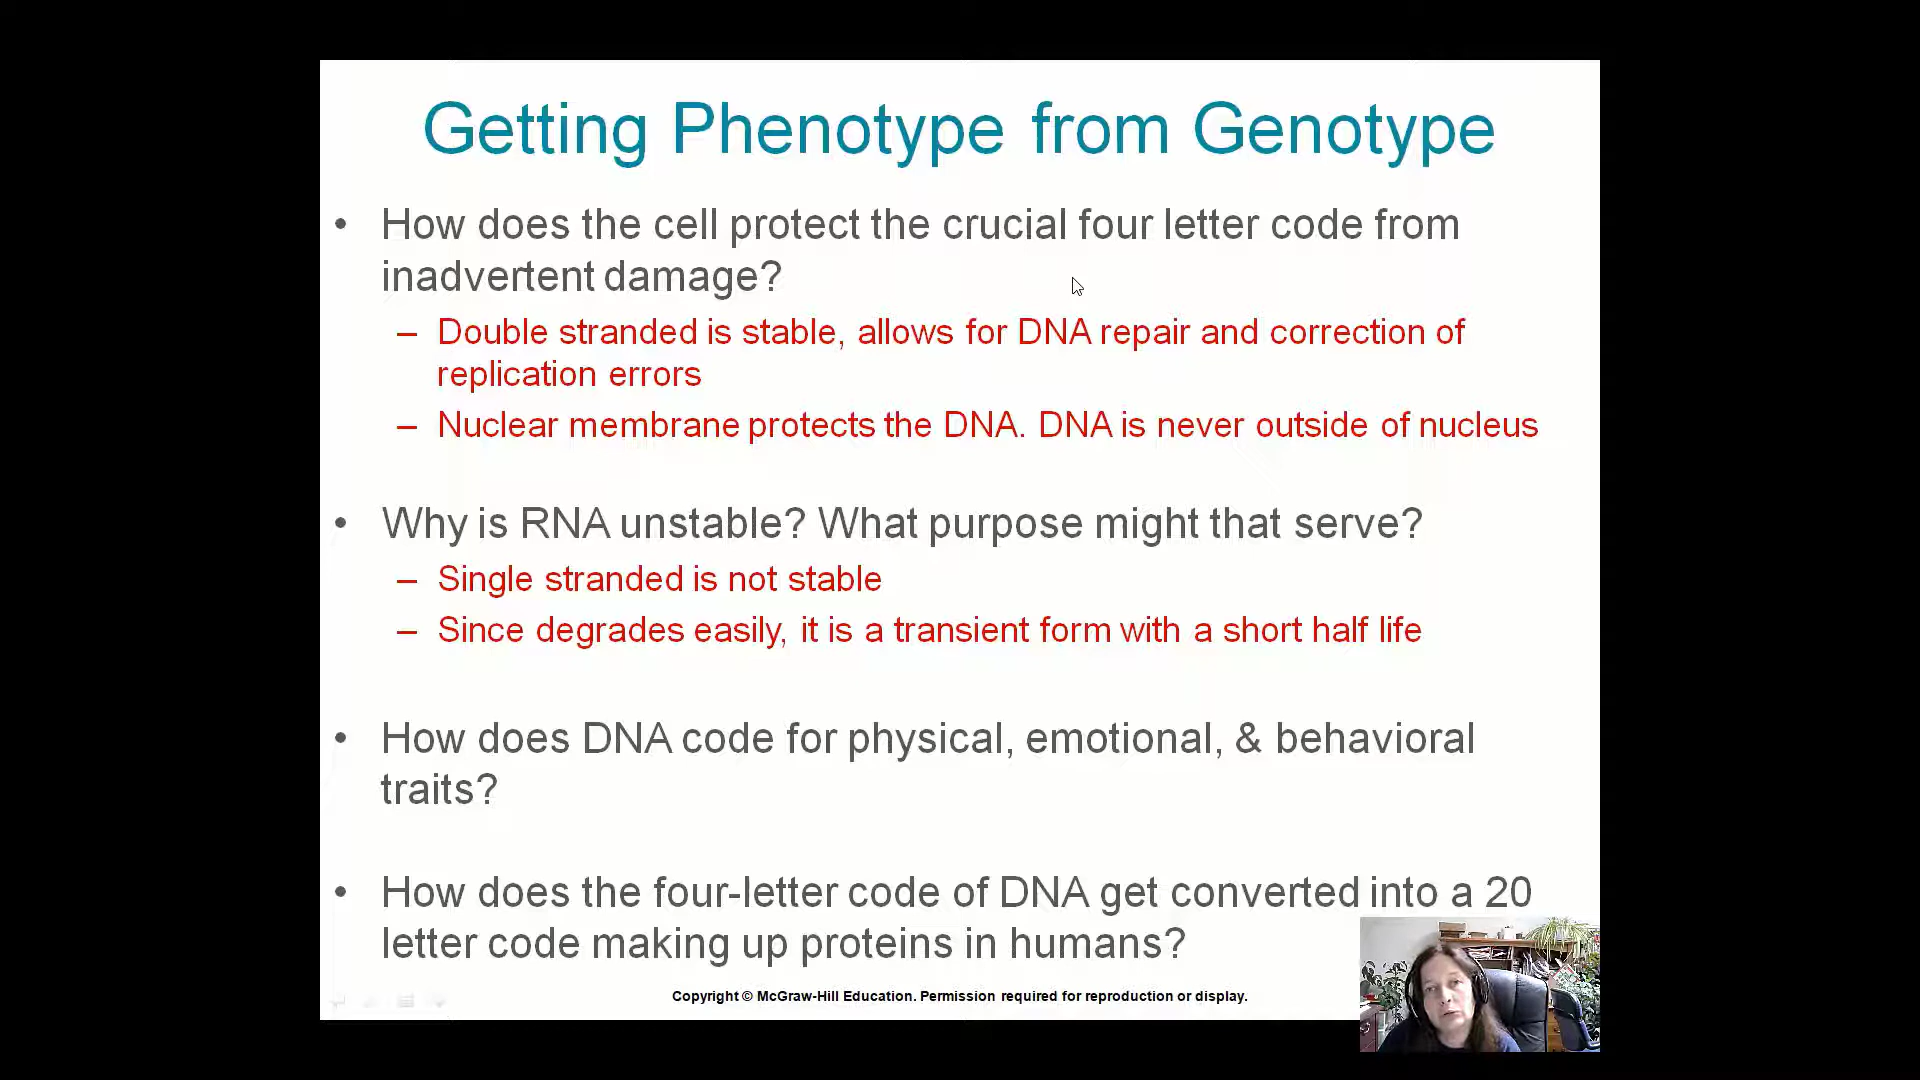 Getting Phenotype from Genotype
• How does the cell protect the crucial four letter code from
inadvertent damage?
– Double stranded is stable, allows for DNA repair and correction of
replication errors
– Nuclear membrane protects the DNA. DNA is never outside of nucleus
• Why is RNA unstable? What purpose might that serve?
– Single stranded is not stable
– Since degrades easily, it is a transient form with a short half life
• How does DNA code for physical, emotional, & behavioral
traits?
• How does the four-letter code of DNA get converted into a 20
letter code making up proteins in humans?
Copyright © McGraw-Hill Education. Permission required for reproduction or display.